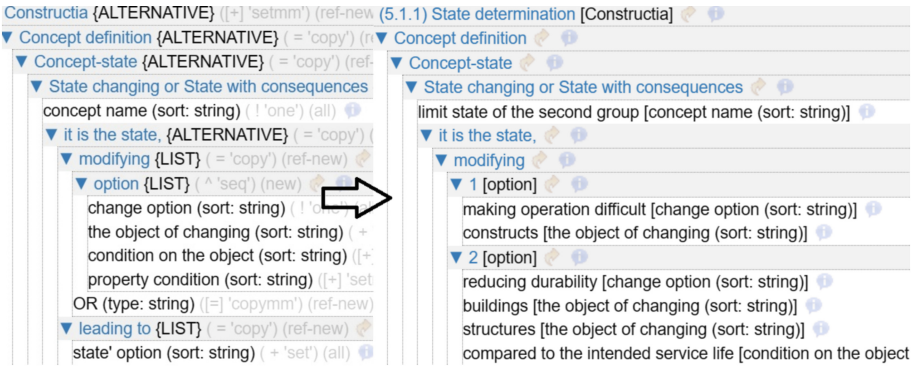 Constructia {ALTERNATIVE} ([+] 'setmm') (ref-new
Concept definition {ALTERNATIVE} ( = 'copy') (r
Concept-state {ALTERNATIVE} ( = 'copy') (ref-
State changing or State with consequences
concept name (sort: string) ( ! 'one') (all)
it is the state, {ALTERNATIVE} ( = 'copy') (
modifying {LIST} ( = 'copy') (ref-new)
option {LIST} ( ^ 'seq') (new)
change option (sort: string) ( ! 'one')
the object of changing (sort: string) ( +
condition on the object (sort: string) ([+]
property condition (sort: string) ([+] 'set
OR (type: string) ([=] 'copymm') (ref-new)
leading to {LIST} ( = 'copy') (ref-new)
state' option (sort: string) ( + 'set') (all)
(5.1.1) State determination [Constructia]
Concept definition
Concept-state
State changing or State with consequences
limit state of the second group [concept name (sort: string)]
it is the state,
modifying
1 [option]
making operation difficult [change option (sort: string)]
constructs [the object of changing (sort: string)]
2 [option]
reducing durability [change option (sort: string)]
buildings [the object of changing (sort: string)]
structures [the object of changing (sort: string)]
compared to the intended service life [condition on the object